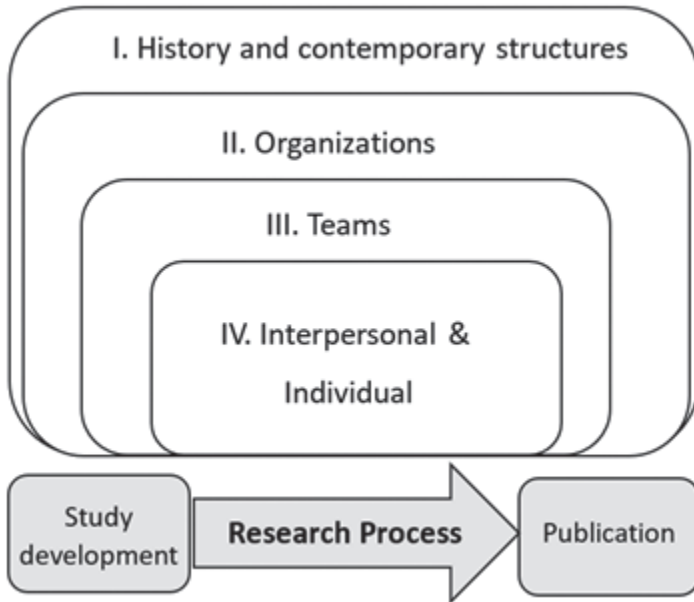 I. History and contemporary structures
II. Organizations
III. Teams
IV. Interpersonal &
Individual
Study
development
Research Process
Publication